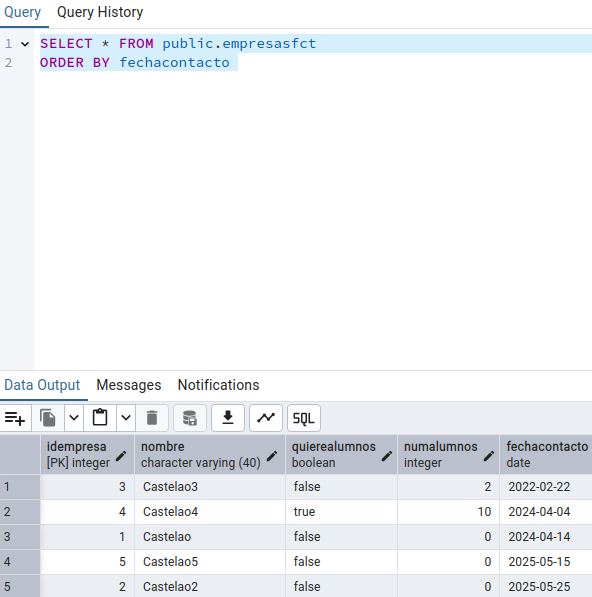 Query Query History
1 SELECT * FROM public.empresasfct
2 ORDER BY fechacontacto
Data Output Messages Notifications
SQL
idempresa nombre quierealumnos numalumnos fechacontacto
[PK] integer character varying (40) boolean integer date
1 3 Castelao3 false 2 2022-02-22
2 4 Castelao4 true 10 2024-04-04
3 1 Castelao false 0 2024-04-14
4 5 Castelao5 false 0 2025-05-15
5 2 Castelao2 false 0 2025-05-25